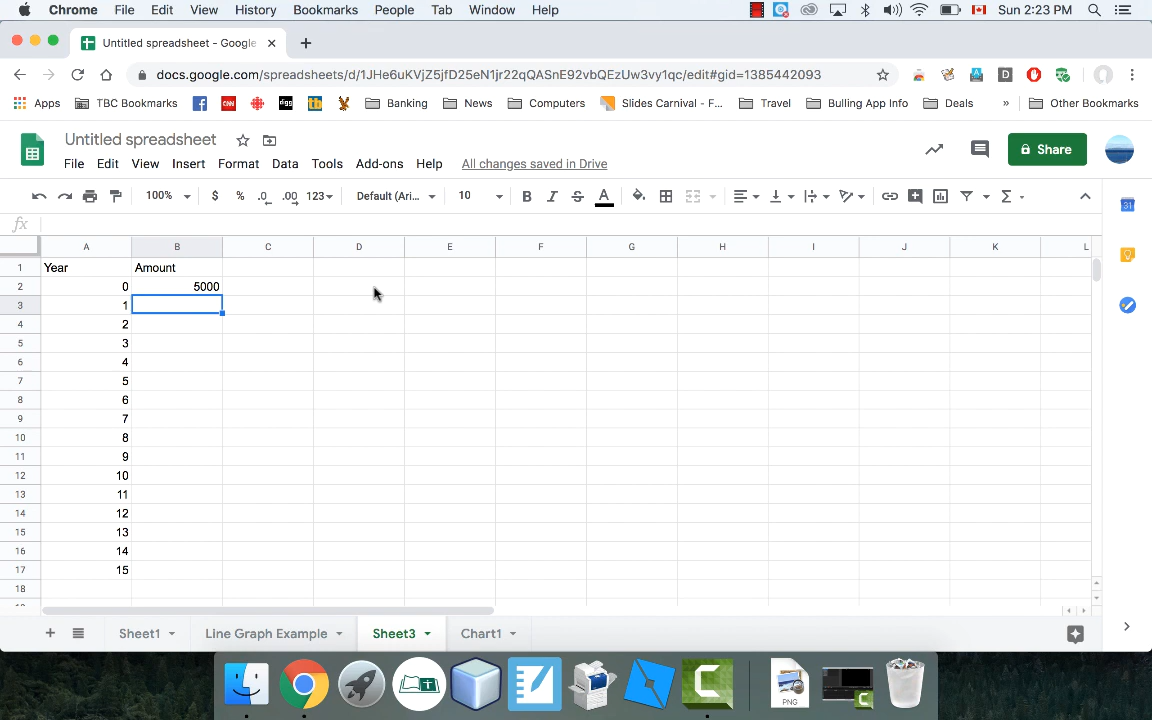 Chrome File Edit View History Bookmarks People Tab Window Help Sun 2:23 PM
Untitled spreadsheet - Google
docs.google.com/spreadsheets/d/1JHe6uKVjZ5jfD25eN1jr22qQASnE92vbQEzUw3vy1qc/edit#gid=1385442093
Apps TBC Bookmarks CNN digg tb Banking News Computers Slides Carnival - F... Travel Bulling App Info Deals » Other Bookmarks
Untitled spreadsheet
Share
File Edit View Insert Format Data Tools Add-ons Help All changes saved in Drive
100% $ % .0 .00 123 Default (Ari... 10 B I S A
fx
31
A B C D E F G H I J K L
1 Year Amount
2 0 5000
3 1
4 2
5 3
6 4
7 5
8 6
9 7
10 8
11 9
12 10
13 11
14 12
15 13
16 14
17 15
18
Sheet1 Line Graph Example Sheet3 Chart1
PNG